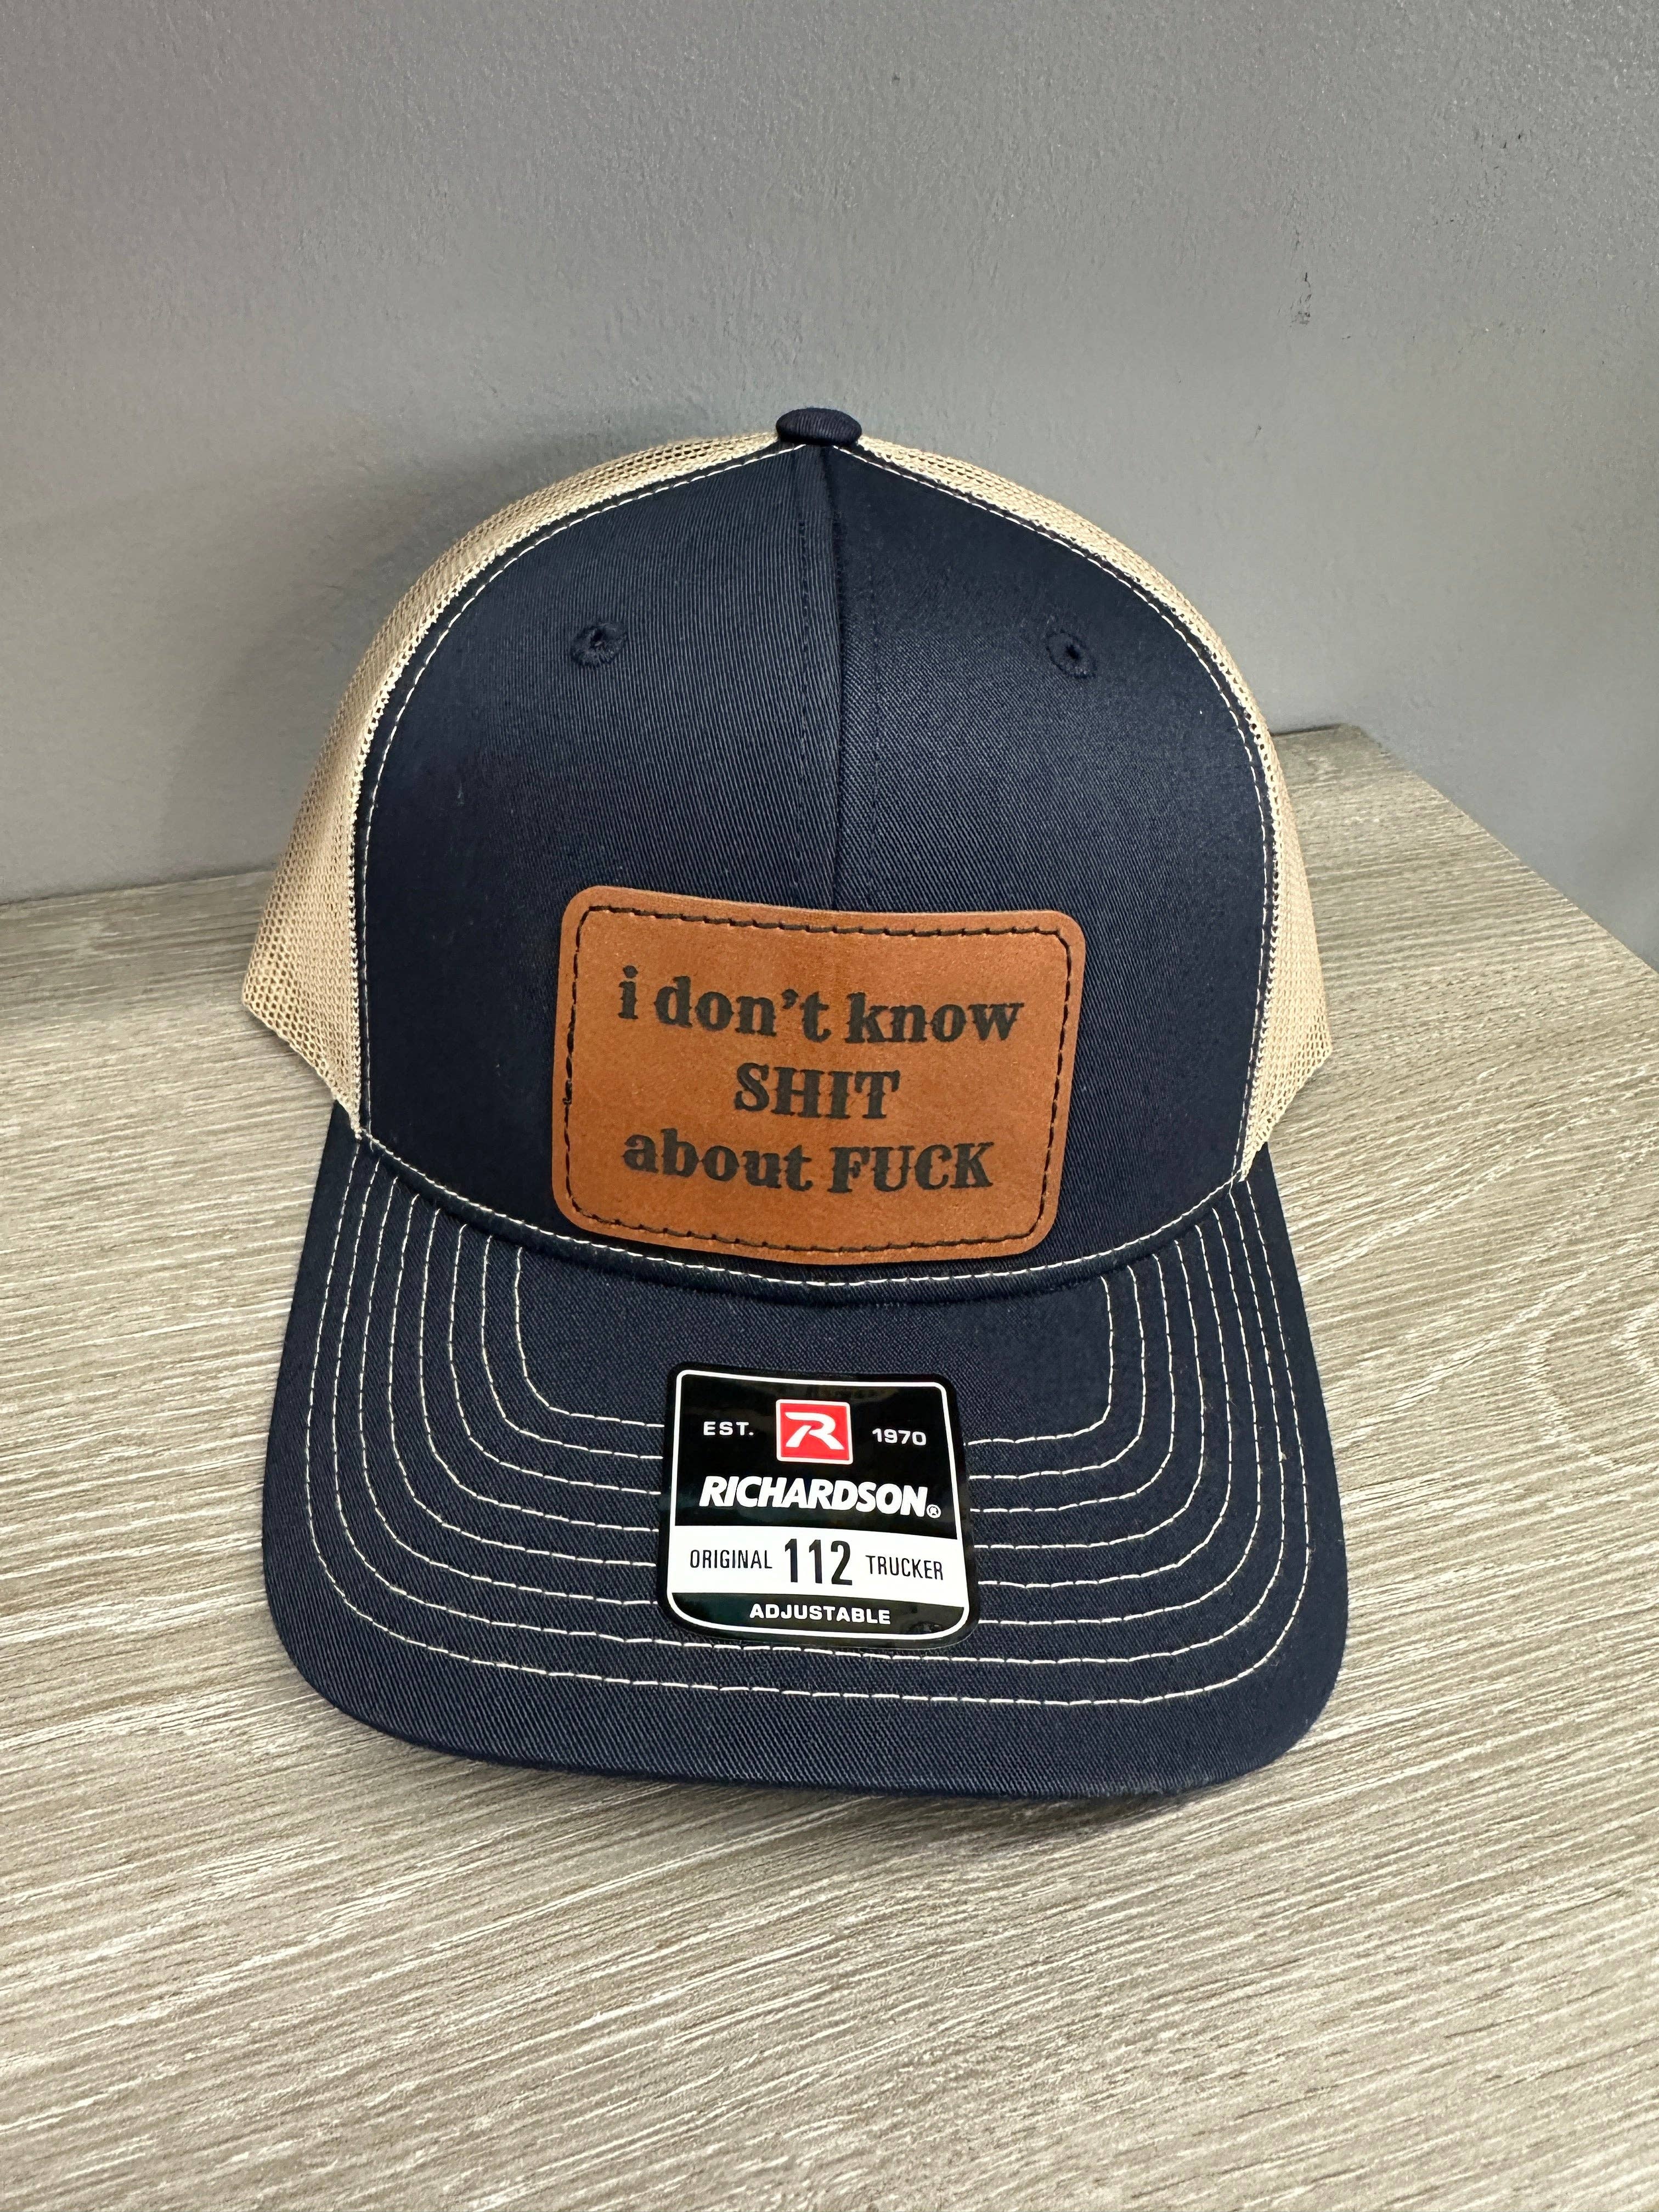 i don't know
SHIT
about FUCK
EST. R 1970
RICHARDSON®
ORIGINAL 112 TRUCKER
ADJUSTABLE